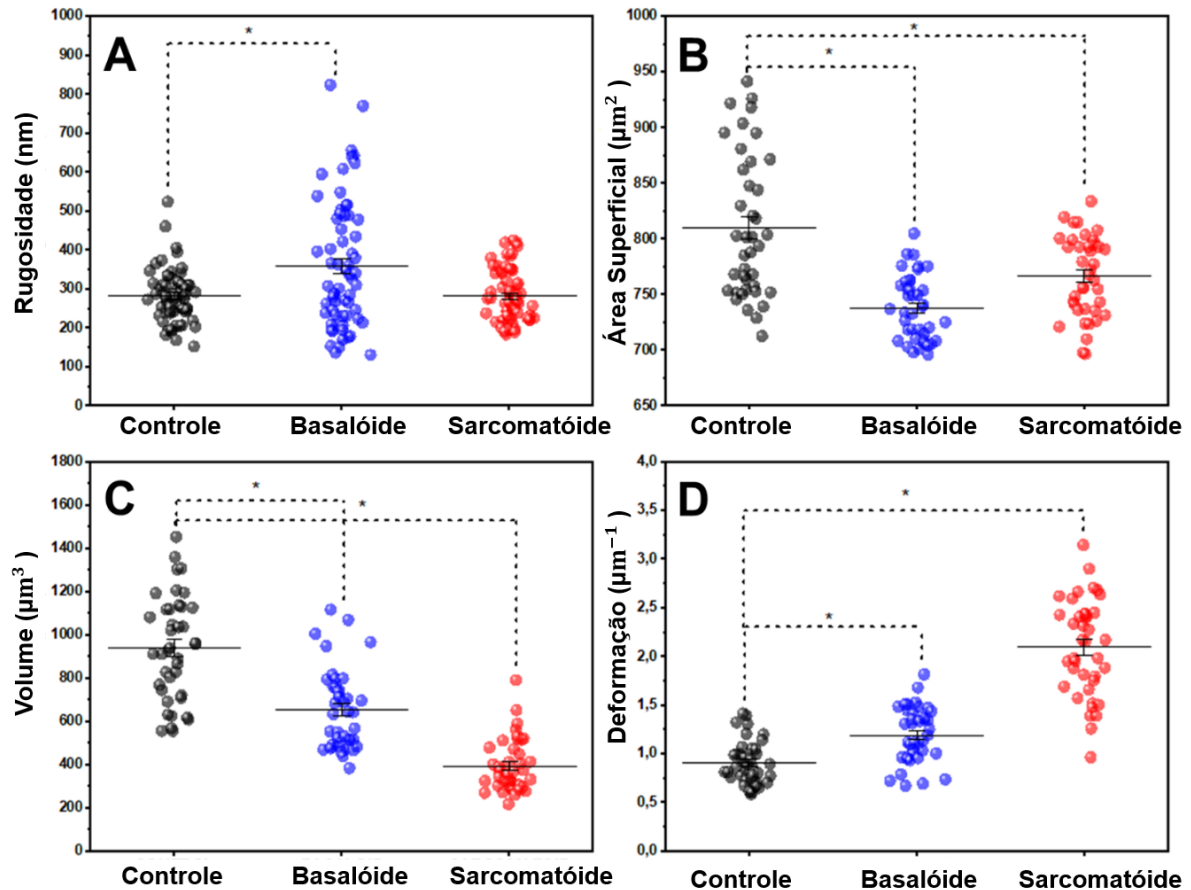 A
Rugosidade (nm)
1000
900
800
700
600
500
400
300
200
100
0
*
Controle
Basalóide
Sarcomatóide
B
Área Superficial (µm²)
1000
950
900
850
800
750
700
650
*
*
Controle
Basalóide
Sarcomatóide
C
Volume (µm³)
1800
1600
1400
1200
1000
800
600
400
200
0
*
*
Controle
Basalóide
Sarcomatóide
D
Deformação (µm⁻¹)
4,0
3,5
3,0
2,5
2,0
1,5
1,0
0,5
0,0
*
*
Controle
Basalóide
Sarcomatóide